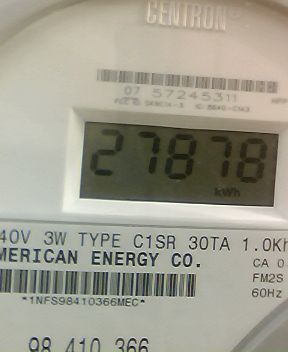 CENTRON®
07 57245311
27878
kWh
40V 3W TYPE C1SR 30TA 1.0Kh
MERICAN ENERGY CO.
CA 0
FM2S
60Hz
*1NFS98410366MEC*
98 410 366